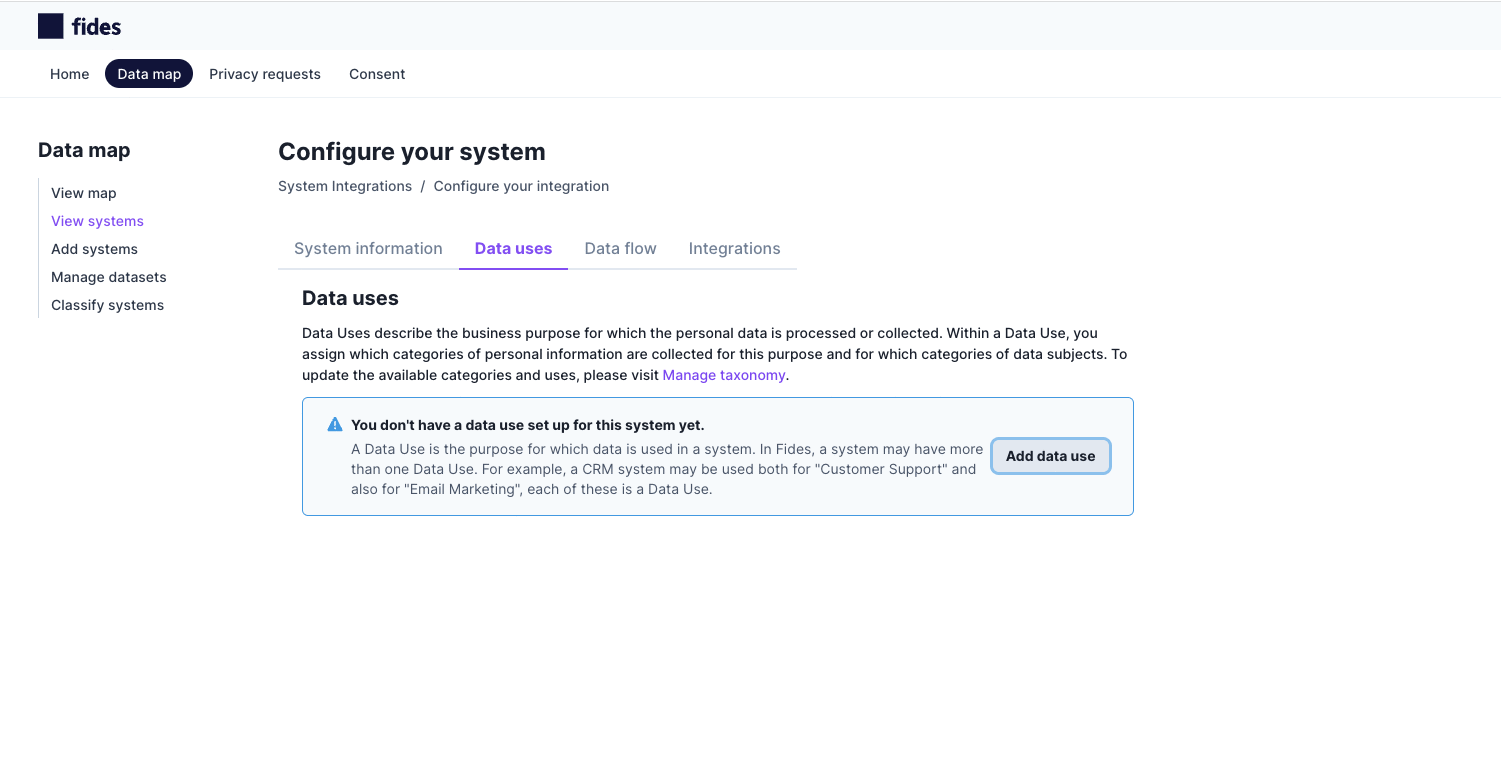 fides
Home
Data map
Privacy requests
Consent
Data map
View map
View systems
Add systems
Manage datasets
Classify systems
Configure your system
System Integrations / Configure your integration
System information
Data uses
Data flow
Integrations
Data uses
Data Uses describe the business purpose for which the personal data is processed or collected. Within a Data Use, you
assign which categories of personal information are collected for this purpose and for which categories of data subjects. To
update the available categories and uses, please visit Manage taxonomy.
You don't have a data use set up for this system yet.
A Data Use is the purpose for which data is used in a system. In Fides, a system may have more
than one Data Use. For example, a CRM system may be used both for "Customer Support" and
also for "Email Marketing", each of these is a Data Use.
Add data use